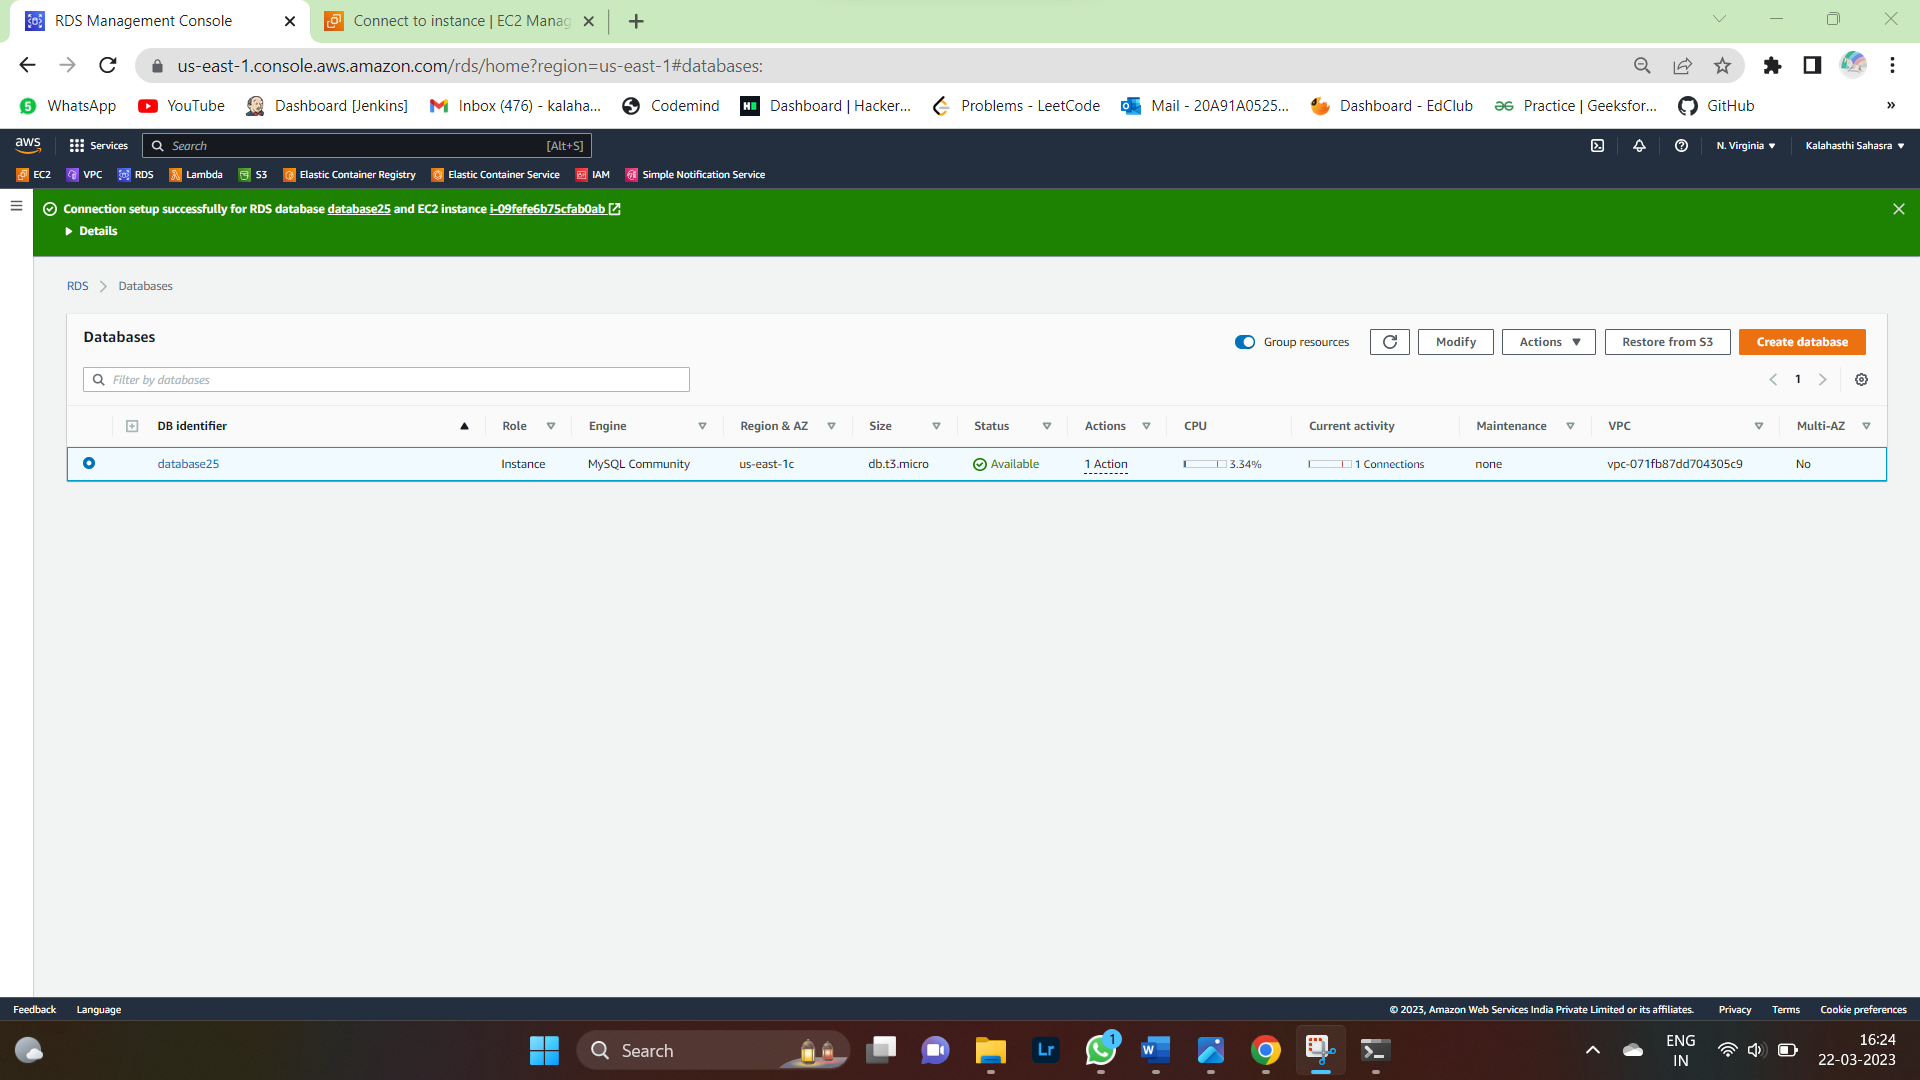 RDS Management Console
Connect to instance | EC2 Manag
us-east-1.console.aws.amazon.com/rds/home?region=us-east-1#databases:
WhatsApp YouTube Dashboard [Jenkins] Inbox (476) - kalaha... Codemind Dashboard | Hacker... Problems - LeetCode Mail - 20A91A0525... Dashboard - EdClub Practice | Geeksfor... GitHub »
aws Services Search [Alt+S] N. Virginia Kalahasthi Sahasra
EC2 VPC RDS Lambda S3 Elastic Container Registry Elastic Container Service IAM Simple Notification Service
Connection setup successfully for RDS database database25 and EC2 instance i-09fefe6b75cfab0ab
Details
RDS Databases
Databases
Group resources Modify Actions Restore from S3 Create database
Filter by databases 1
DB identifier Role Engine Region & AZ Size Status Actions CPU Current activity Maintenance VPC Multi-AZ
database25 Instance MySQL Community us-east-1c db.t3.micro Available 1 Action 3.34% 1 Connections none vpc-071fb87dd704305c9 No
Feedback Language © 2023, Amazon Web Services India Private Limited or its affiliates. Privacy Terms Cookie preferences
Search Lr 1 W ENG IN 16:24
22-03-2023